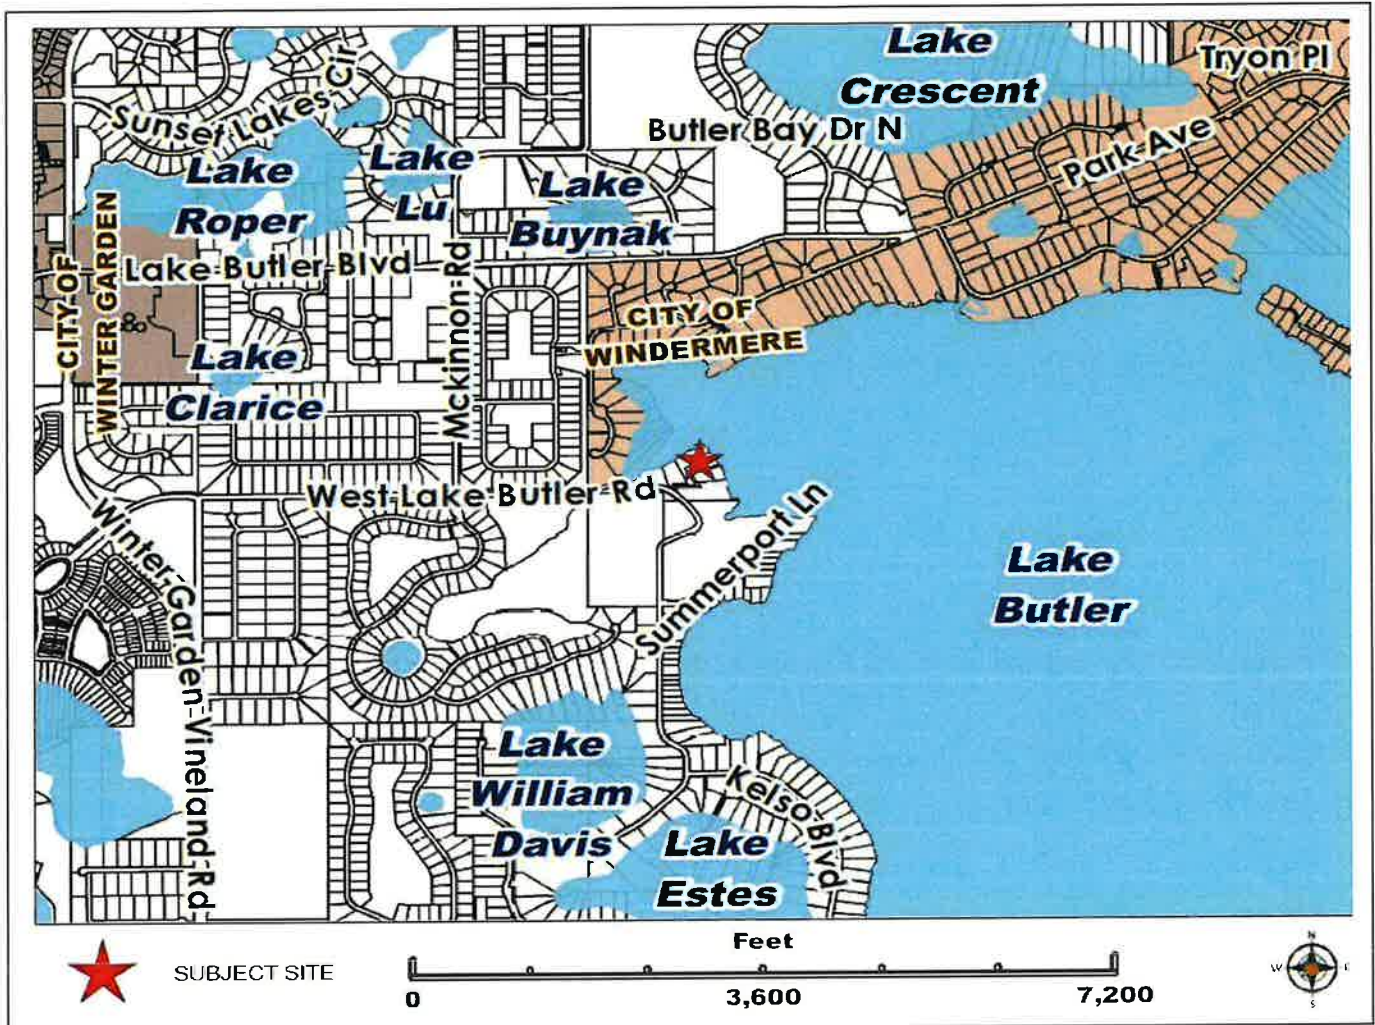 Lake
Crescent
Tryon Pl
Sunset Lakes Cir
Butler Bay Dr N
Park Ave
Lake
Roper
Lake
Lu
Lake
Buynak
CITY OF
WINTER GARDEN
Lake Butler Blvd
Mckinnon Rd
CITY OF
WINDERMERE
Lake
Clarice
West Lake Butler Rd
Winter Garden Vineland Rd
Summerport Ln
Lake
Butler
Lake
William
Davis
Kelso Blvd
Lake
Estes
SUBJECT SITE
Feet
0
3,600
7,200
N
W
E
S